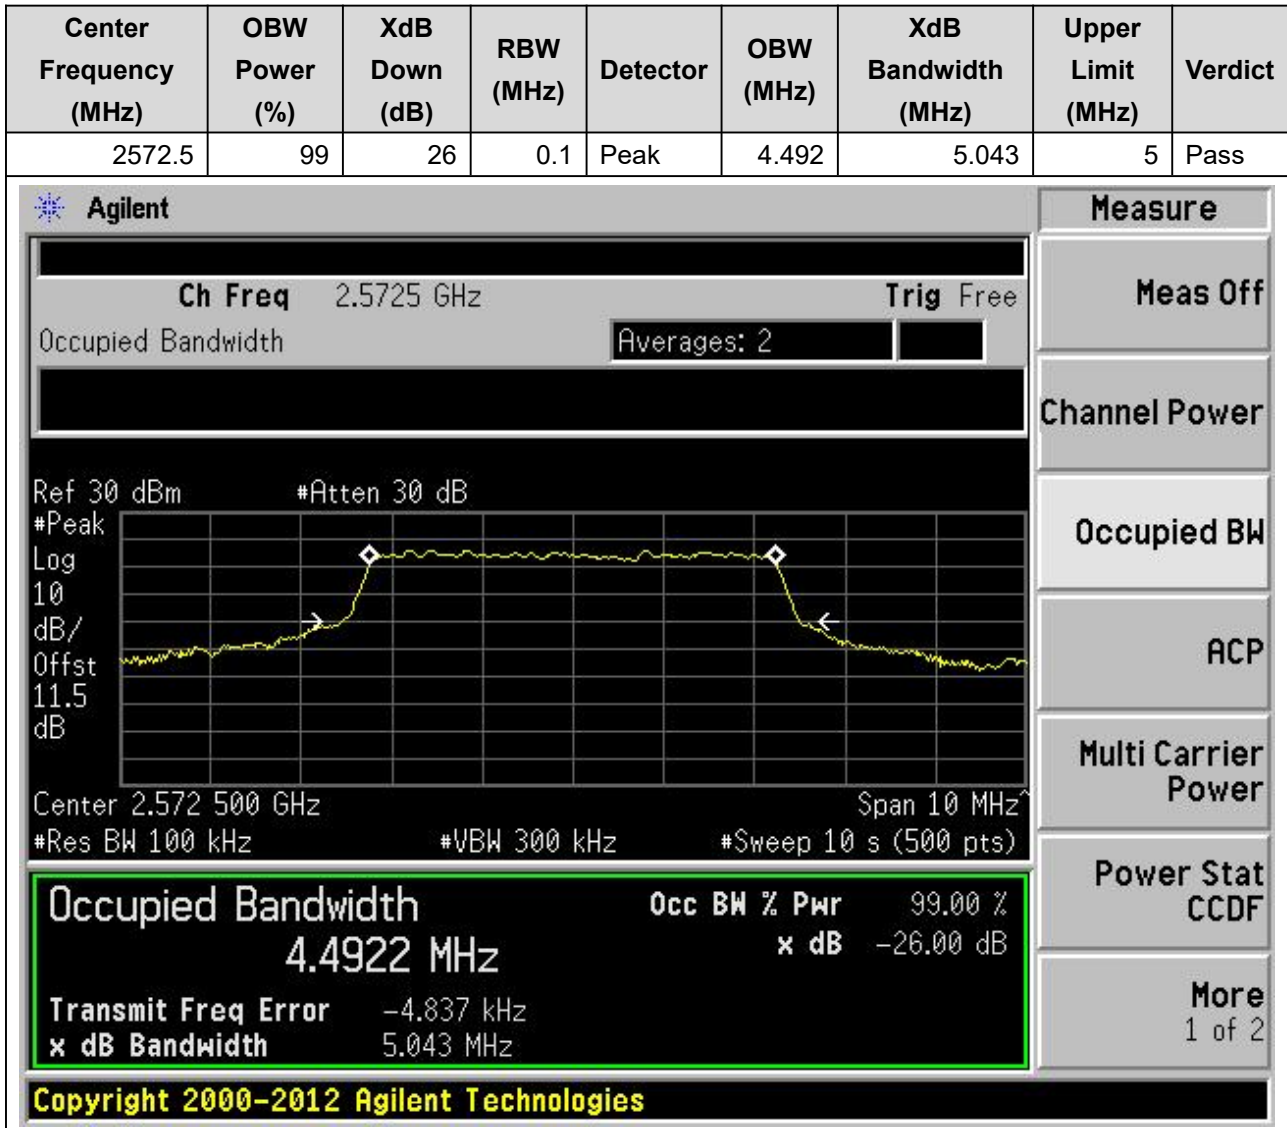 Center Frequency (MHz) OBW Power (%) XdB Down (dB) RBW (MHz) Detector OBW (MHz) XdB Bandwidth (MHz) Upper Limit (MHz) Verdict
2572.5 99 26 0.1 Peak 4.492 5.043 5 Pass
Agilent
Measure
Ch Freq 2.5725 GHz Trig Free
Meas Off
Occupied Bandwidth Averages: 2
Channel Power
Ref 30 dBm #Atten 30 dB
#Peak
Log
10
dB/
Offst
11.5
dB
Occupied BW
ACP
Multi Carrier
Power
Center 2.572 500 GHz Span 10 MHz^
#Res BW 100 kHz #VBW 300 kHz #Sweep 10 s (500 pts)
Power Stat
CCDF
Occupied Bandwidth Occ BW % Pwr 99.00 %
4.4922 MHz x dB -26.00 dB
Transmit Freq Error -4.837 kHz
x dB Bandwidth 5.043 MHz
More
1 of 2
Copyright 2000-2012 Agilent Technologies